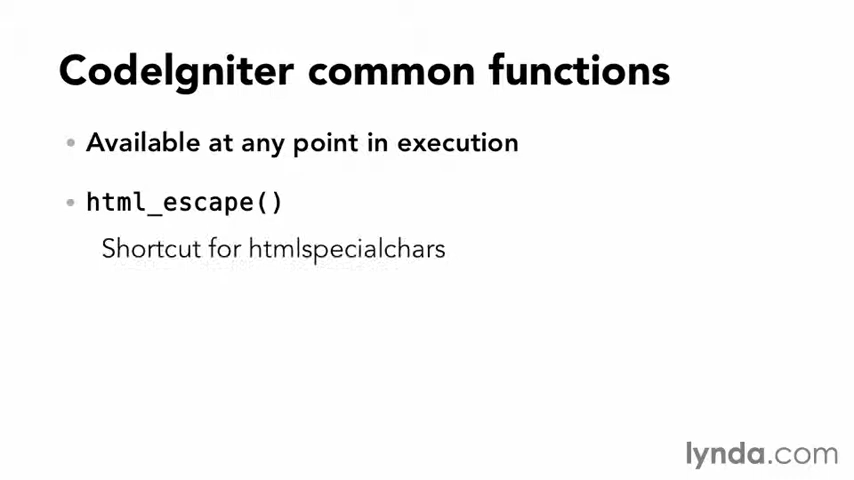 CodeIgniter common functions
• Available at any point in execution
• html_escape()
Shortcut for htmlspecialchars
lynda.com